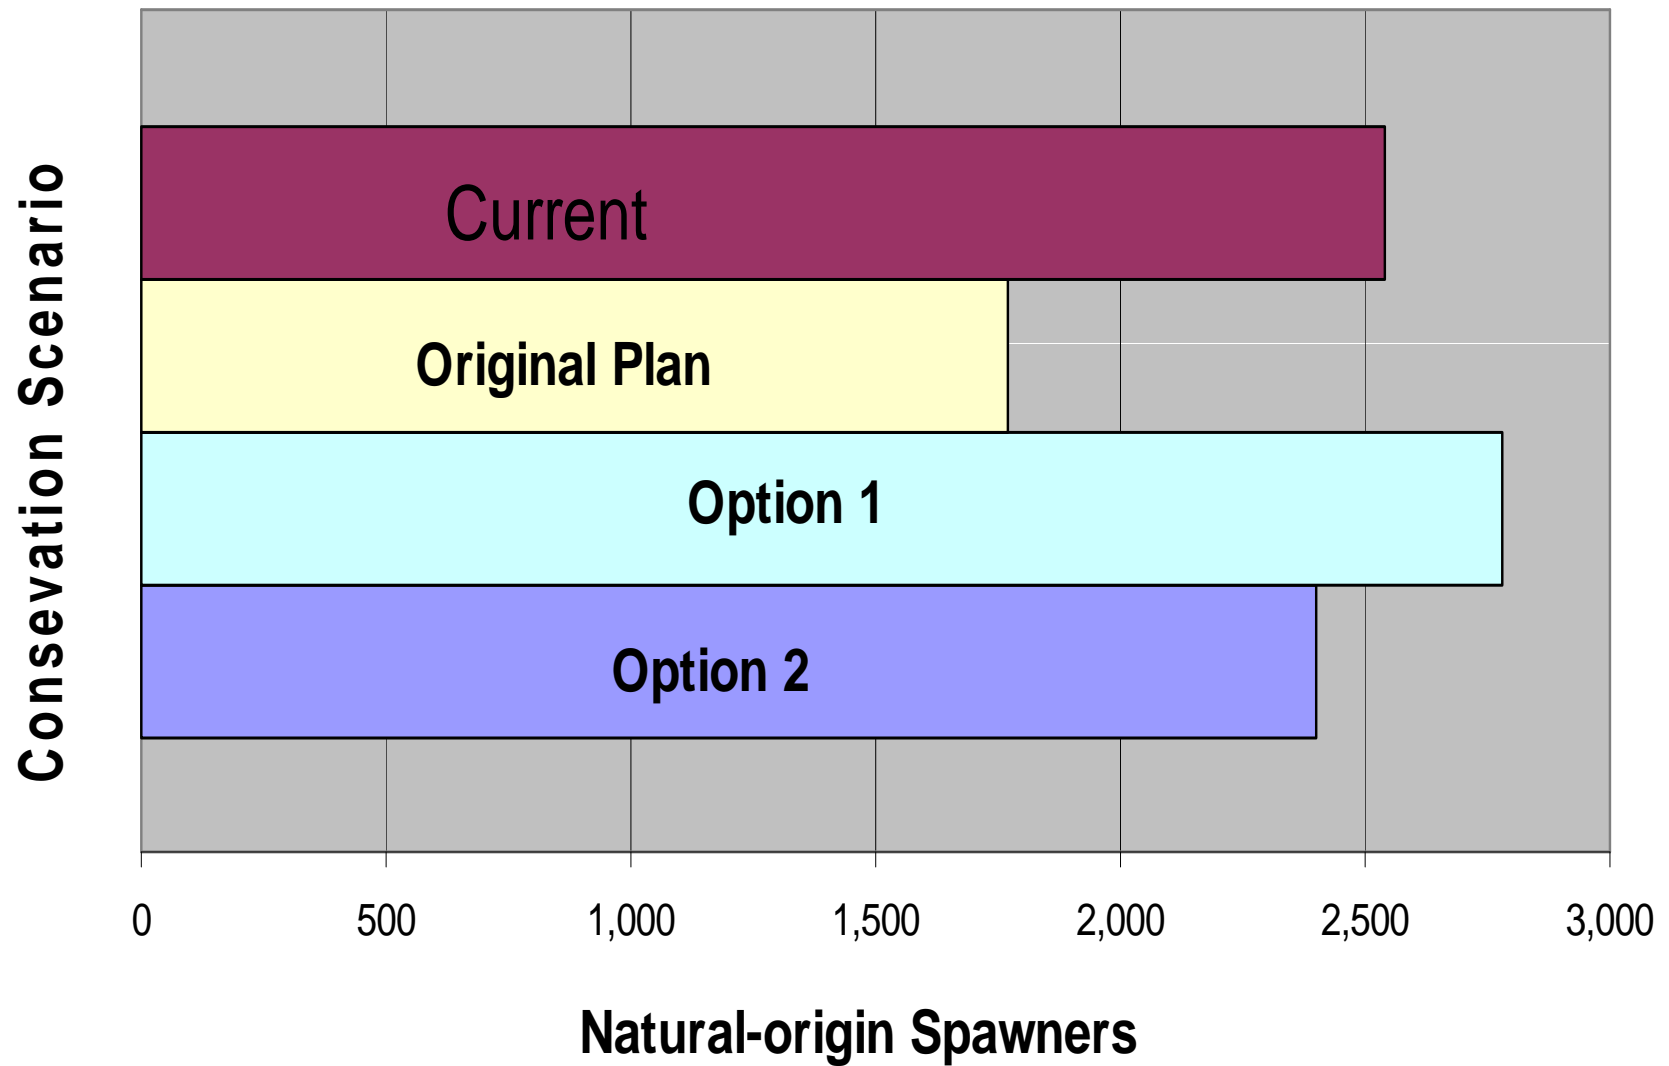 Consevation Scenario
Current
Original Plan
Option 1
Option 2
0 500 1,000 1,500 2,000 2,500 3,000
Natural-origin Spawners